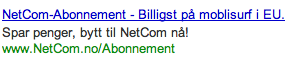 NetCom-Abonnement - Billigst på moblisurf i EU.
Spar penger, bytt til NetCom nå!
www.NetCom.no/Abonnement